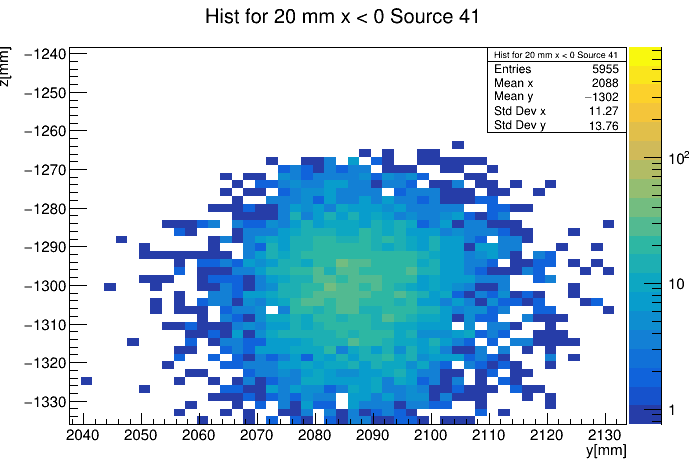 Hist for 20 mm x < 0 Source 41
z[mm]
−1240
−1250
−1260
−1270
−1280
−1290
−1300
−1310
−1320
−1330
Hist for 20 mm x < 0 Source 41
Entries 5955
Mean x 2088
Mean y −1302
Std Dev x 11.27
Std Dev y 13.76
10²
10
1
2040 2050 2060 2070 2080 2090 2100 2110 2120 2130
y[mm]